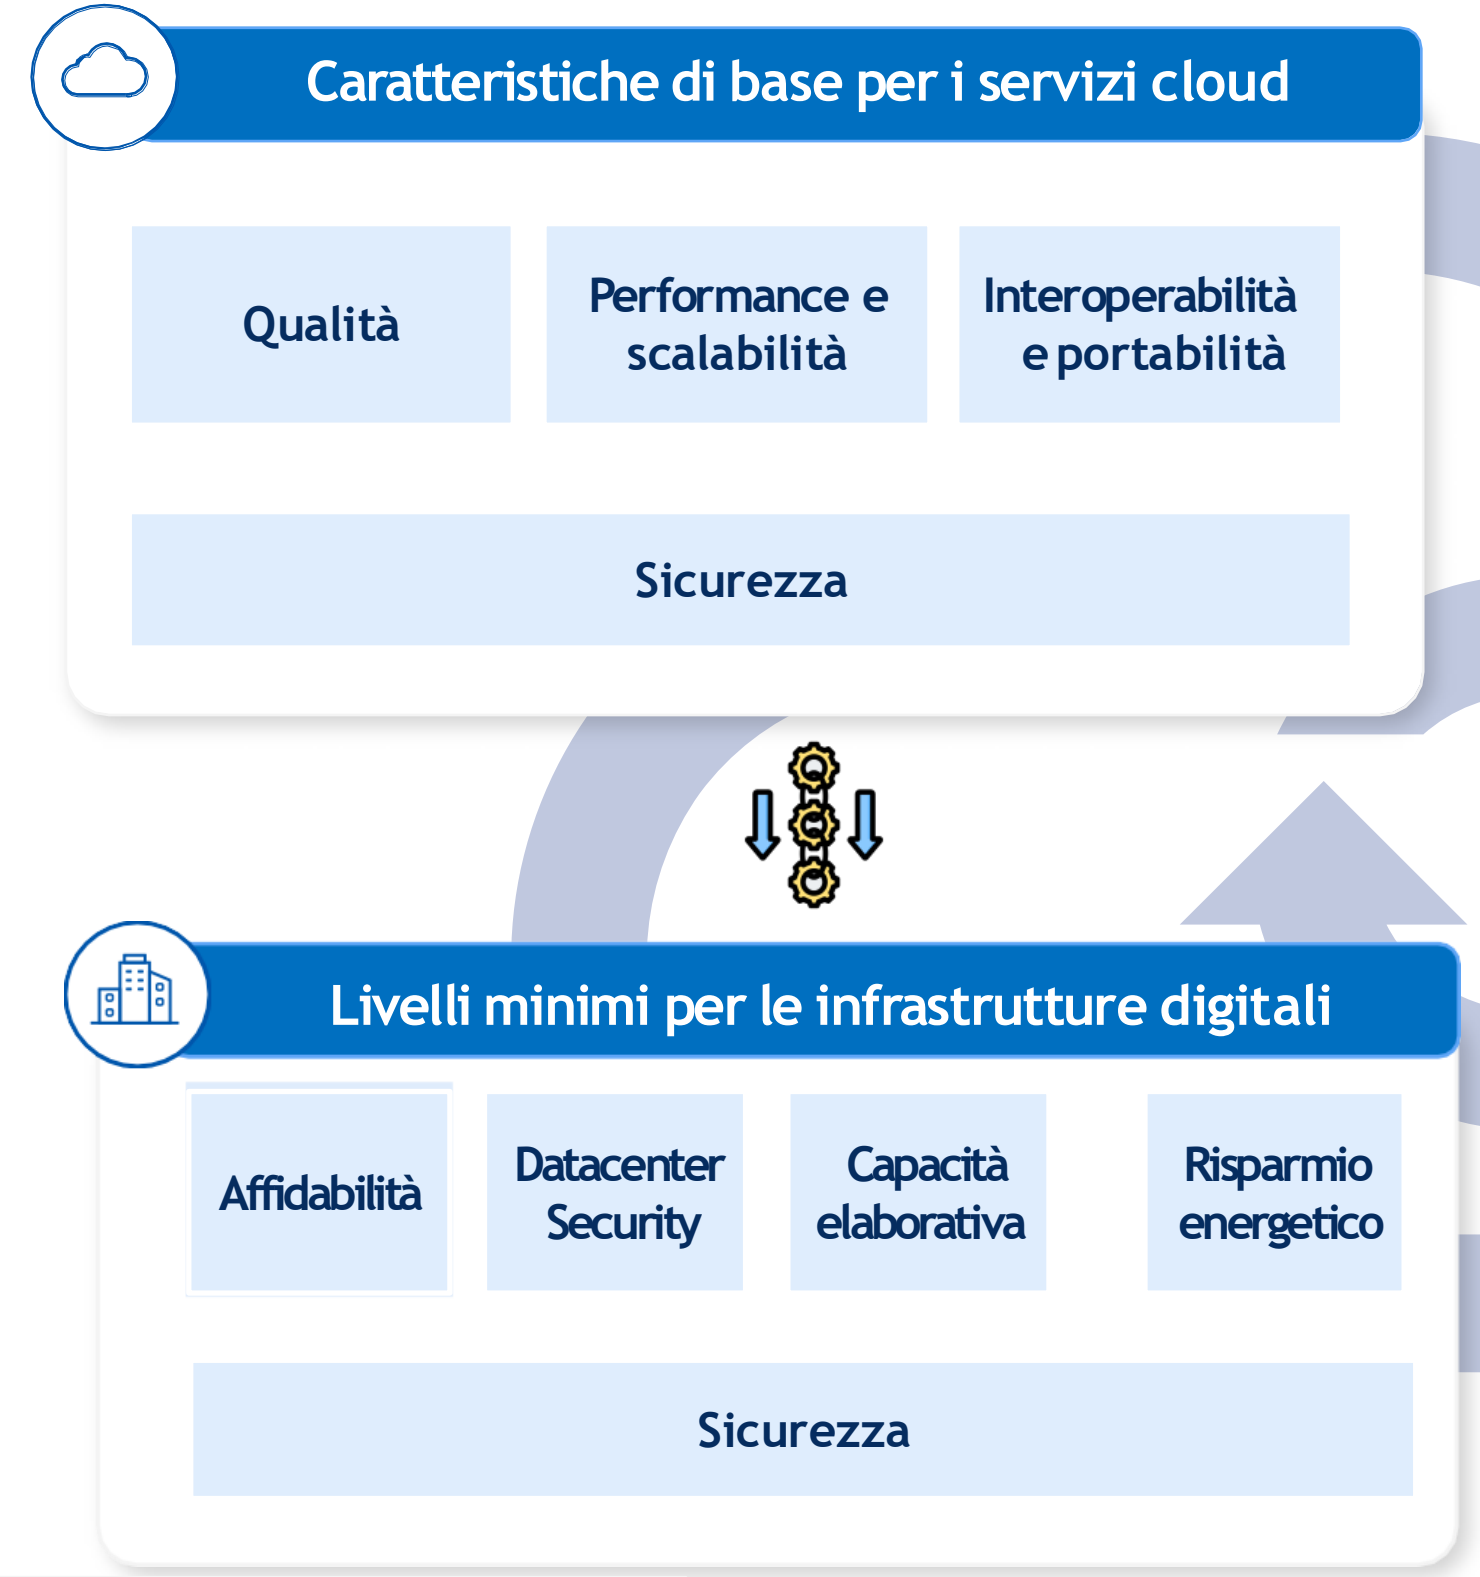 Caratteristiche di base per i servizi cloud
Qualità
Performance e
scalabilità
Interoperabilità
e portabilità
Sicurezza
Livelli minimi per le infrastrutture digitali
Affidabilità
Datacenter
Security
Capacità
elaborativa
Risparmio
energetico
Sicurezza